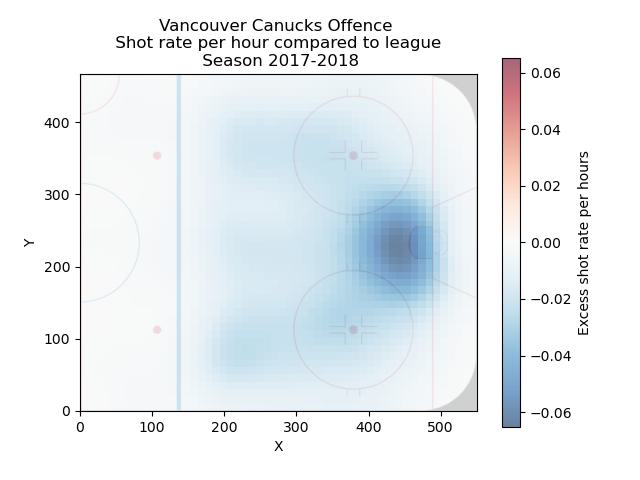 Vancouver Canucks Offence
Shot rate per hour compared to league
Season 2017-2018
0.06
0.04
0.02
0.00
−0.02
−0.04
−0.06
Excess shot rate per hours
400
300
200
100
0
Y
0 100 200 300 400 500
X